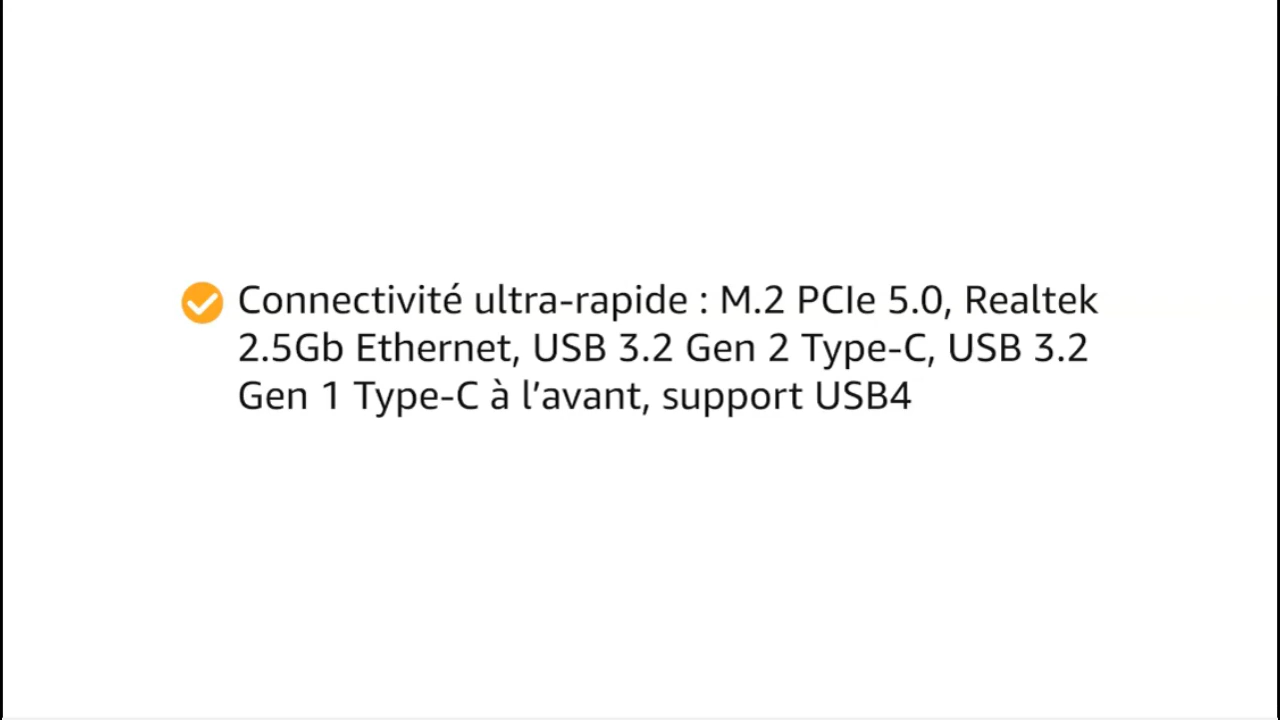 Connectivité ultra-rapide : M.2 PCIe 5.0, Realtek
2.5Gb Ethernet, USB 3.2 Gen 2 Type-C, USB 3.2
Gen 1 Type-C à l’avant, support USB4